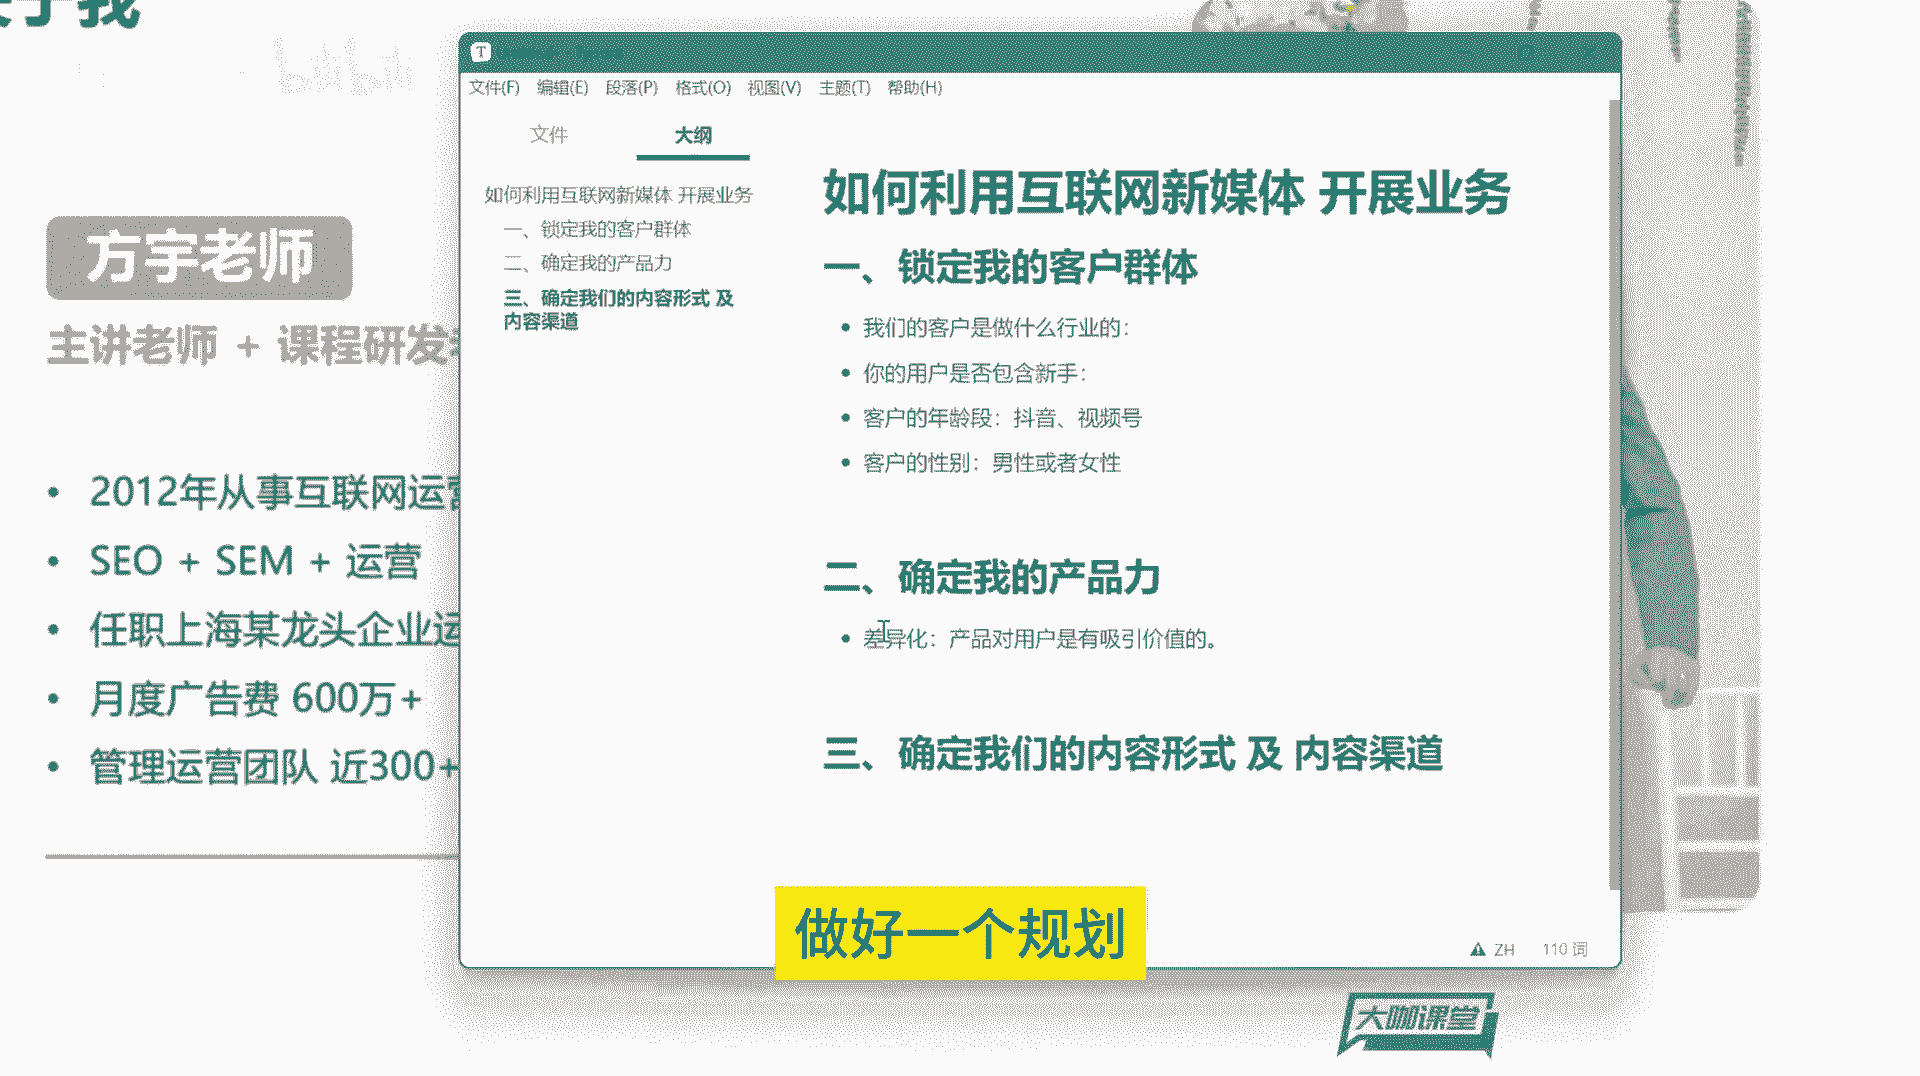 于我
bilibili
方宇老师
主讲老师 + 课程研发
2012年从事互联网运营
SEO + SEM + 运营
任职上海某龙头企业运
月度广告费 600万+
管理运营团队 近300+
T
文件(F) 编辑(E) 段落(P) 格式(O) 视图(V) 主题(T) 帮助(H)
文件 大纲
如何利用互联网新媒体 开展业务
一、锁定我的客户群体
二、确定我的产品力
三、确定我们的内容形式 及
内容渠道
如何利用互联网新媒体 开展业务
一、锁定我的客户群体
我们的客户是做什么行业的：
你的用户是否包含新手：
客户的年龄段：抖音、视频号
客户的性别：男性或者女性
二、确定我的产品力
差异化：产品对用户是有吸引价值的。
三、确定我们的内容形式 及 内容渠道
做好一个规划
ZH 110 词
大咖课堂